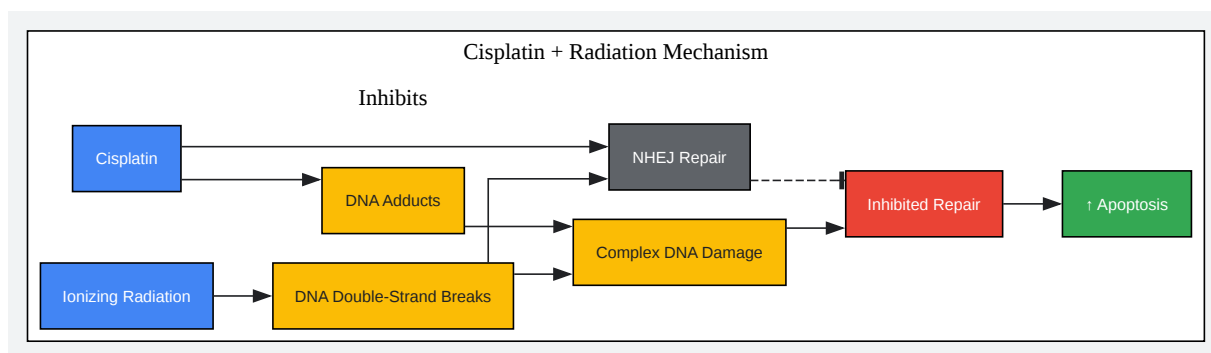 Cisplatin + Radiation Mechanism
Inhibits
Cisplatin
NHEJ Repair
DNA Adducts
Inhibited Repair
↑ Apoptosis
Complex DNA Damage
Ionizing Radiation
DNA Double-Strand Breaks